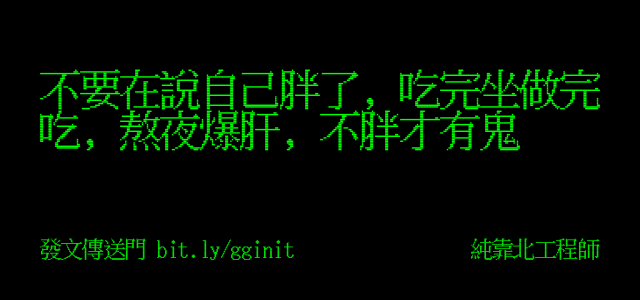 不要在說自己胖了，吃完坐做完
吃，熬夜爆肝，不胖才有鬼
發文傳送門 bit.ly/gginit
純靠北工程師